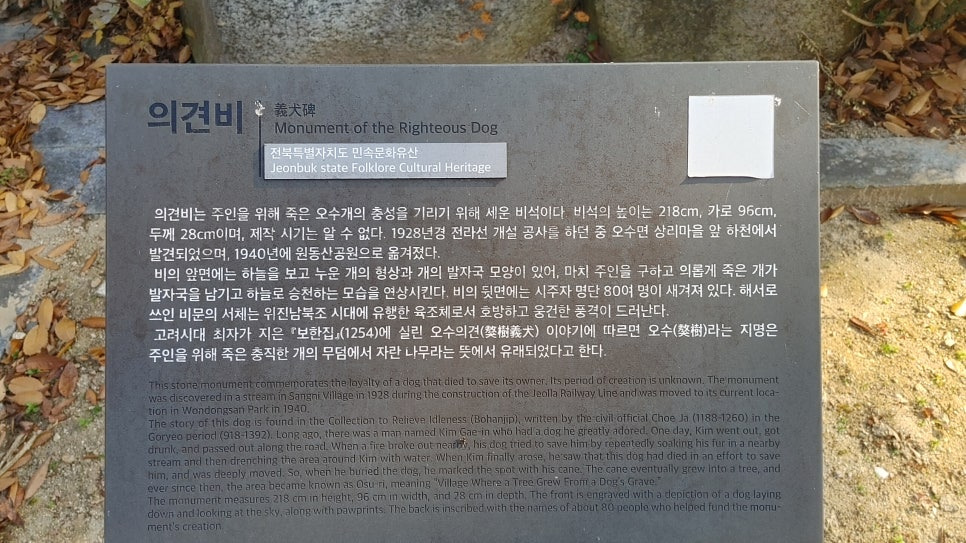 의견비
義犬碑
Monument of the Righteous Dog
전북특별자치도 민속문화유산
Jeonbuk state Folklore Cultural Heritage
의견비는 주인을 위해 죽은 오수개의 충성을 기리기 위해 세운 비석이다. 비석의 높이는 218cm, 가로 96cm,
두께 28cm이며, 제작 시기는 알 수 없다. 1928년경 전라선 개설 공사를 하던 중 오수면 상리마을 앞 하천에서
발견되었으며, 1940년에 원동산공원으로 옮겨졌다.
비의 앞면에는 하늘을 보고 누운 개의 형상과 개의 발자국 모양이 있어, 마치 주인을 구하고 의롭게 죽은 개가
발자국을 남기고 하늘로 승천하는 모습을 연상시킨다. 비의 뒷면에는 시주자 명단 80여 명이 새겨져 있다. 해서로
쓰인 비문의 서체는 위진남북조 시대에 유행한 육조체로서 호방하고 웅건한 풍격이 드러난다.
고려시대 최자가 지은 『보한집』(1254)에 실린 오수의견(獒樹義犬) 이야기에 따르면 오수(獒樹)라는 지명은
주인을 위해 죽은 충직한 개의 무덤에서 자란 나무라는 뜻에서 유래되었다고 한다.
This stone monument commemorates the loyalty of a dog that died to save its owner. Its period of creation is unknown. The monument
was discovered in a stream in Sangni Village in 1928 during the construction of the Jeolla Railway Line and was moved to its current loca-
tion in Wondongsan Park in 1940.
The story of this dog is found in the Collection to Relieve Idleness (Bohanjip), written by the civil official Choe Ja (1188-1260) in the
Goryeo period (918-1392). Long ago, there was a man named Kim Gae-in who had a dog he greatly adored. One day, Kim went out, got
drunk, and passed out along the road. When a fire broke out nearby, his dog tried to save him by repeatedly soaking his fur in a nearby
stream and then drenching the area around Kim with water. When Kim finally arose, he saw that this dog had died in an effort to save
him, and was deeply moved. So, when he buried the dog, he marked the spot with his cane. The cane eventually grew into a tree, and
ever since then, the area became known as Osu-ri, meaning "Village Where a Tree Grew From a Dog's Grave."
The monument measures 218 cm in height, 96 cm in width, and 28 cm in depth. The front is engraved with a depiction of a dog laying
down and looking at the sky, along with pawprints. The back is inscribed with the names of about 80 people who helped fund the monu-
ment's creation.